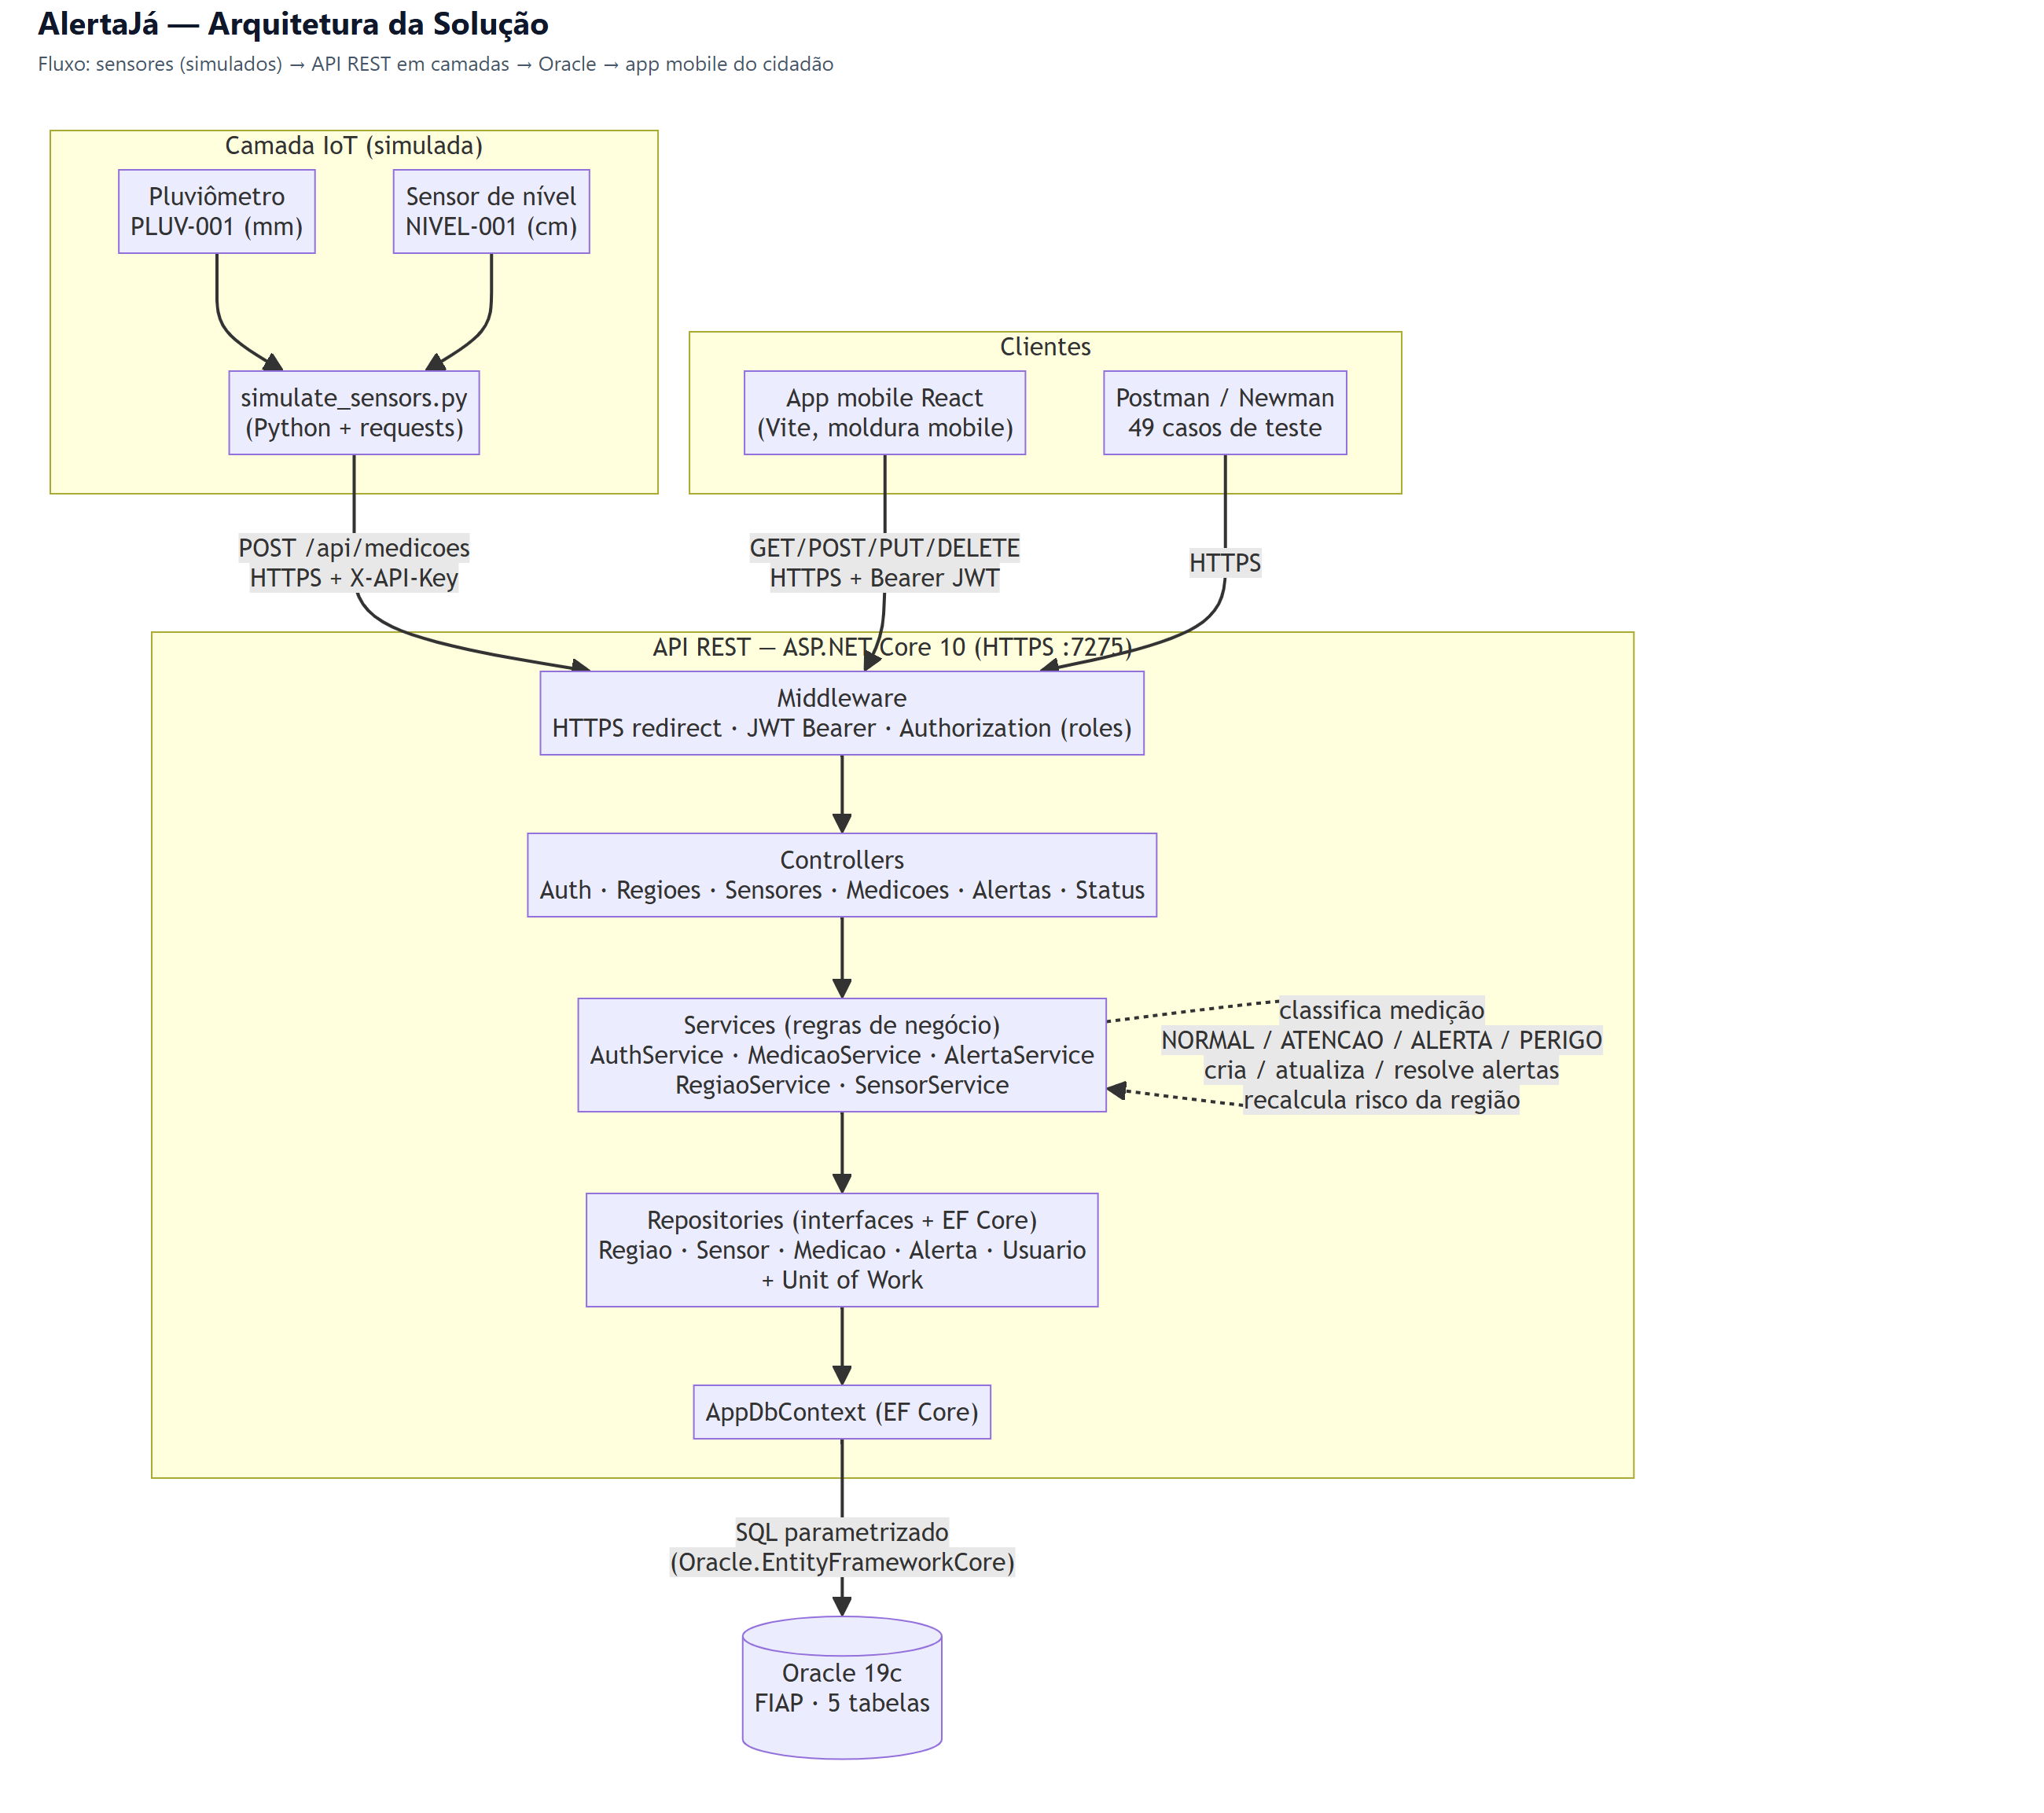 AlertaJá — Arquitetura da Solução
Fluxo: sensores (simulados) → API REST em camadas → Oracle → app mobile do cidadão
Camada IoT (simulada)
Pluviômetro
PLUV-001 (mm)
Sensor de nível
NIVEL-001 (cm)
simulate_sensors.py
(Python + requests)
Clientes
App mobile React
(Vite, moldura mobile)
Postman / Newman
49 casos de teste
POST /api/medicoes
HTTPS + X-API-Key
GET/POST/PUT/DELETE
HTTPS + Bearer JWT
HTTPS
API REST — ASP.NET Core 10 (HTTPS :7275)
Middleware
HTTPS redirect · JWT Bearer · Authorization (roles)
Controllers
Auth · Regioes · Sensores · Medicoes · Alertas · Status
Services (regras de negócio)
AuthService · MedicaoService · AlertaService
RegiaoService · SensorService
classifica medição
NORMAL / ATENCAO / ALERTA / PERIGO
cria / atualiza / resolve alertas
recalcula risco da região
Repositories (interfaces + EF Core)
Regiao · Sensor · Medicao · Alerta · Usuario
+ Unit of Work
AppDbContext (EF Core)
SQL parametrizado
(Oracle.EntityFrameworkCore)
Oracle 19c
FIAP · 5 tabelas